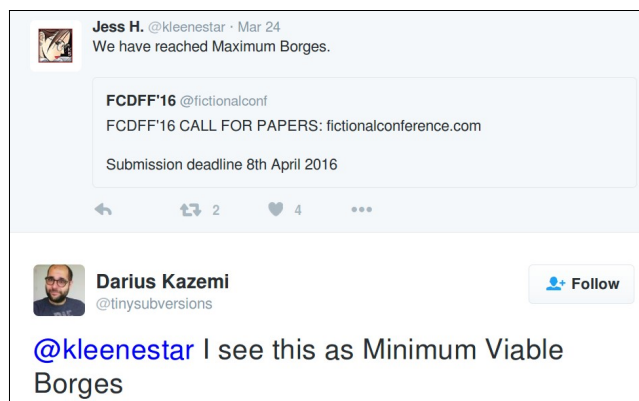 Jess H. @kleenestar · Mar 24
We have reached Maximum Borges.
FCDFF'16 @fictionalconf
FCDFF'16 CALL FOR PAPERS: fictionalconference.com
Submission deadline 8th April 2016
2 4
Darius Kazemi
@tinysubversions
Follow
@kleenestar I see this as Minimum Viable
Borges